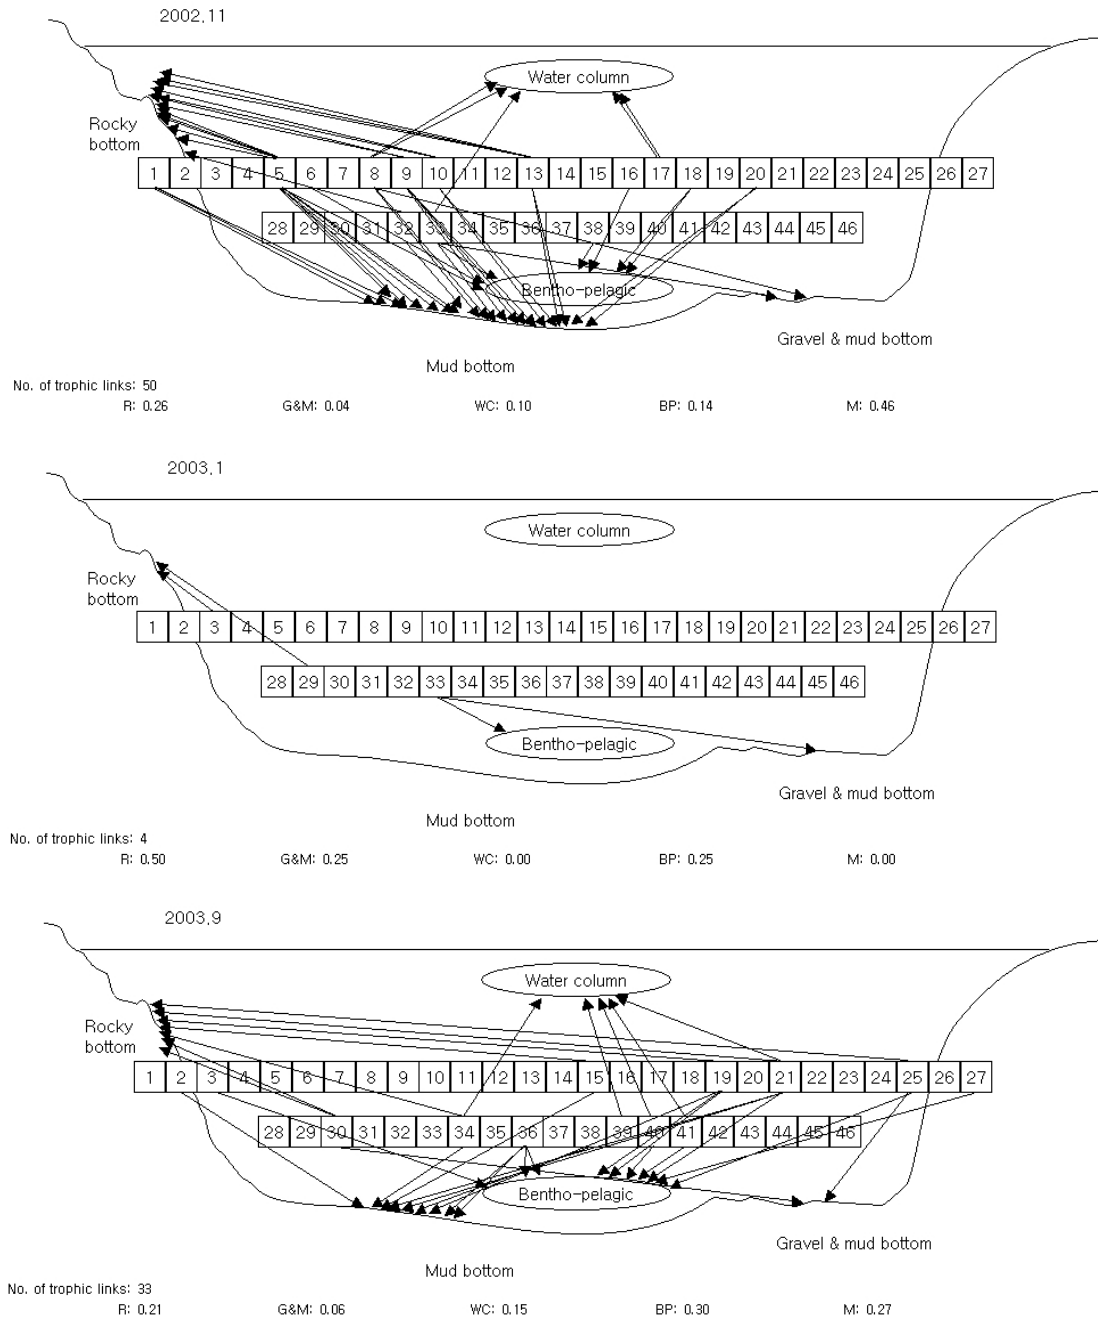 2002.11
Water column
Rocky
bottom
1 2 3 4 5 6 7 8 9 10 11 12 13 14 15 16 17 18 19 20 21 22 23 24 25 26 27
28 29 30 31 32 33 34 35 36 37 38 39 40 41 42 43 44 45 46
Bentho-pelagic
Gravel & mud bottom
Mud bottom
No. of trophic links: 50
R: 0.26 G&M: 0.04 WC: 0.10 BP: 0.14 M: 0.46
2003.1
Water column
Rocky
bottom
1 2 3 4 5 6 7 8 9 10 11 12 13 14 15 16 17 18 19 20 21 22 23 24 25 26 27
28 29 30 31 32 33 34 35 36 37 38 39 40 41 42 43 44 45 46
Bentho-pelagic
Gravel & mud bottom
Mud bottom
No. of trophic links: 4
R: 0.50 G&M: 0.25 WC: 0.00 BP: 0.25 M: 0.00
2003.9
Water column
Rocky
bottom
1 2 3 4 5 6 7 8 9 10 11 12 13 14 15 16 17 18 19 20 21 22 23 24 25 26 27
28 29 30 31 32 33 34 35 36 37 38 39 40 41 42 43 44 45 46
Bentho-pelagic
Gravel & mud bottom
Mud bottom
No. of trophic links: 33
R: 0.21 G&M: 0.06 WC: 0.15 BP: 0.30 M: 0.27